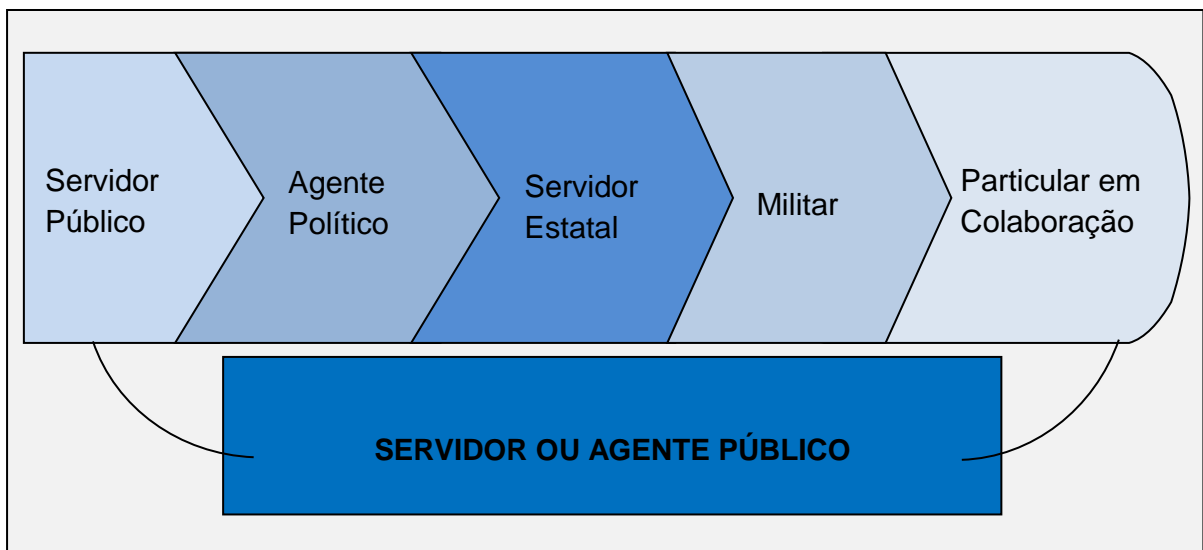 Servidor
Público
Agente
Político
Servidor
Estatal
Militar
Particular em
Colaboração
SERVIDOR OU AGENTE PÚBLICO